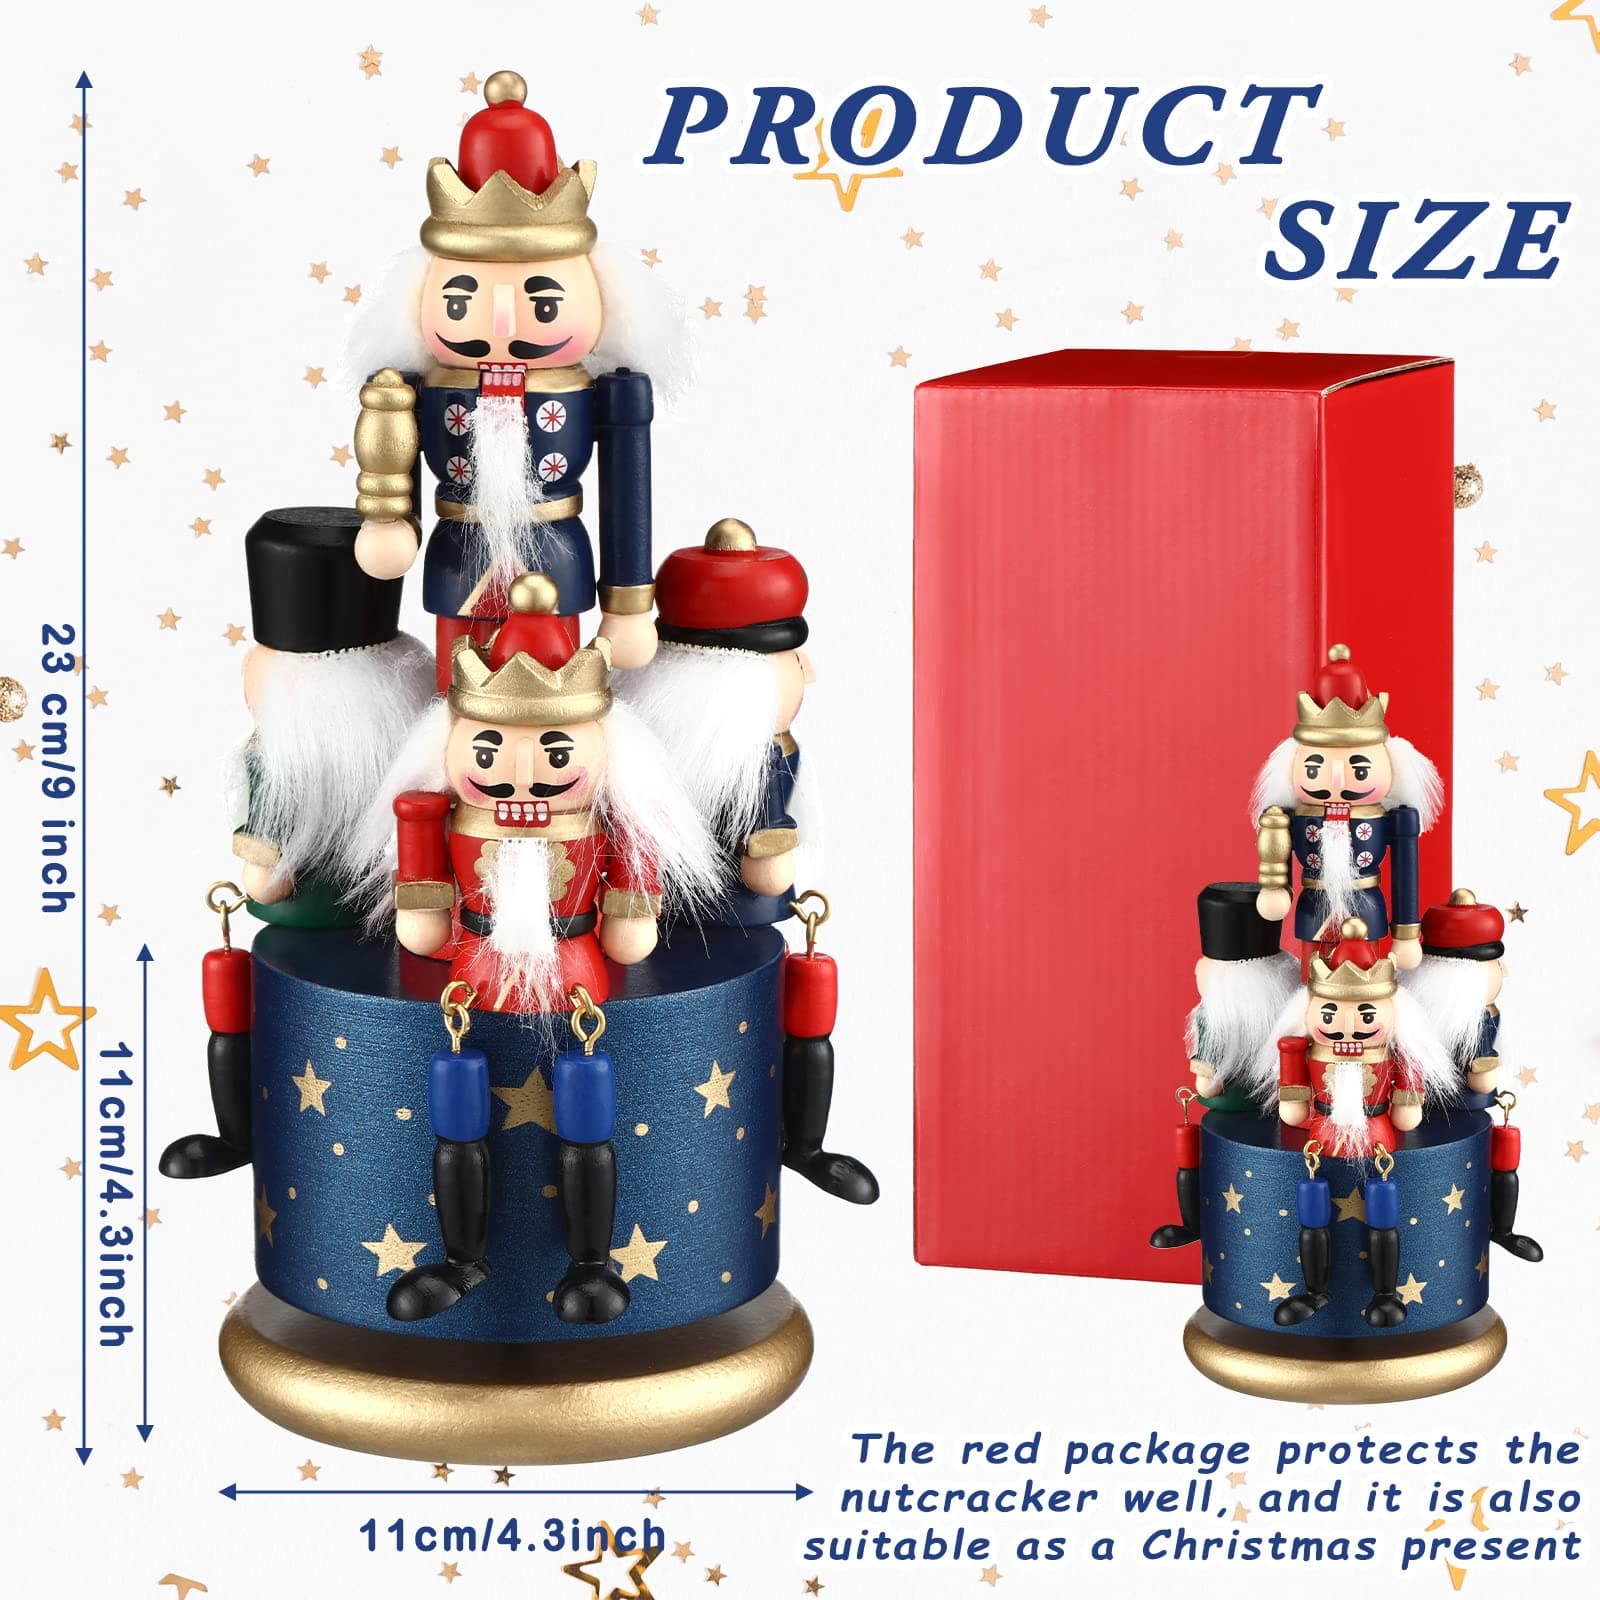 PRODUCT
SIZE
23 cm/9 inch
11cm/4.3inch
11cm/4.3inch
The red package protects the
nutcracker well, and it is also
suitable as a Christmas present